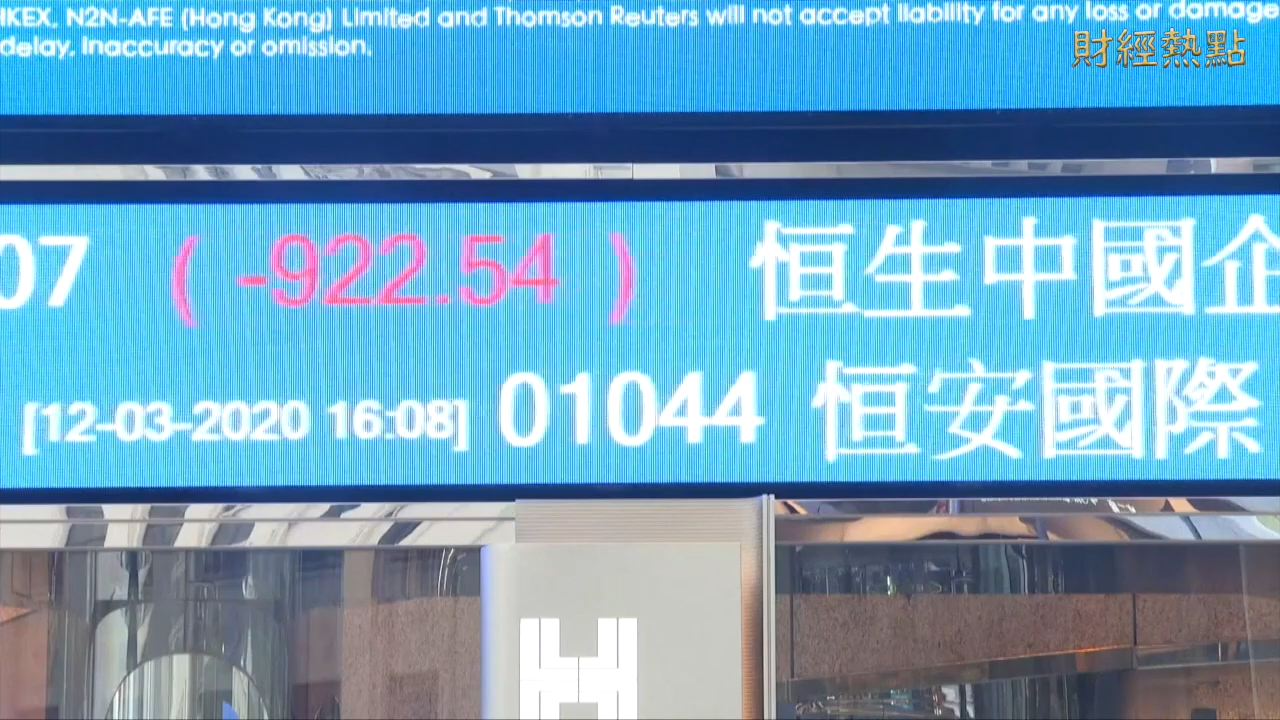 HKEX, N2N-AFE (Hong Kong) Limited and Thomson Reuters will not accept liability for any loss or damage
delay, inaccuracy or omission.
財經熱點
07 ( -922.54 ) 恒生中國企
[12-03-2020 16:08] 01044 恒安國際